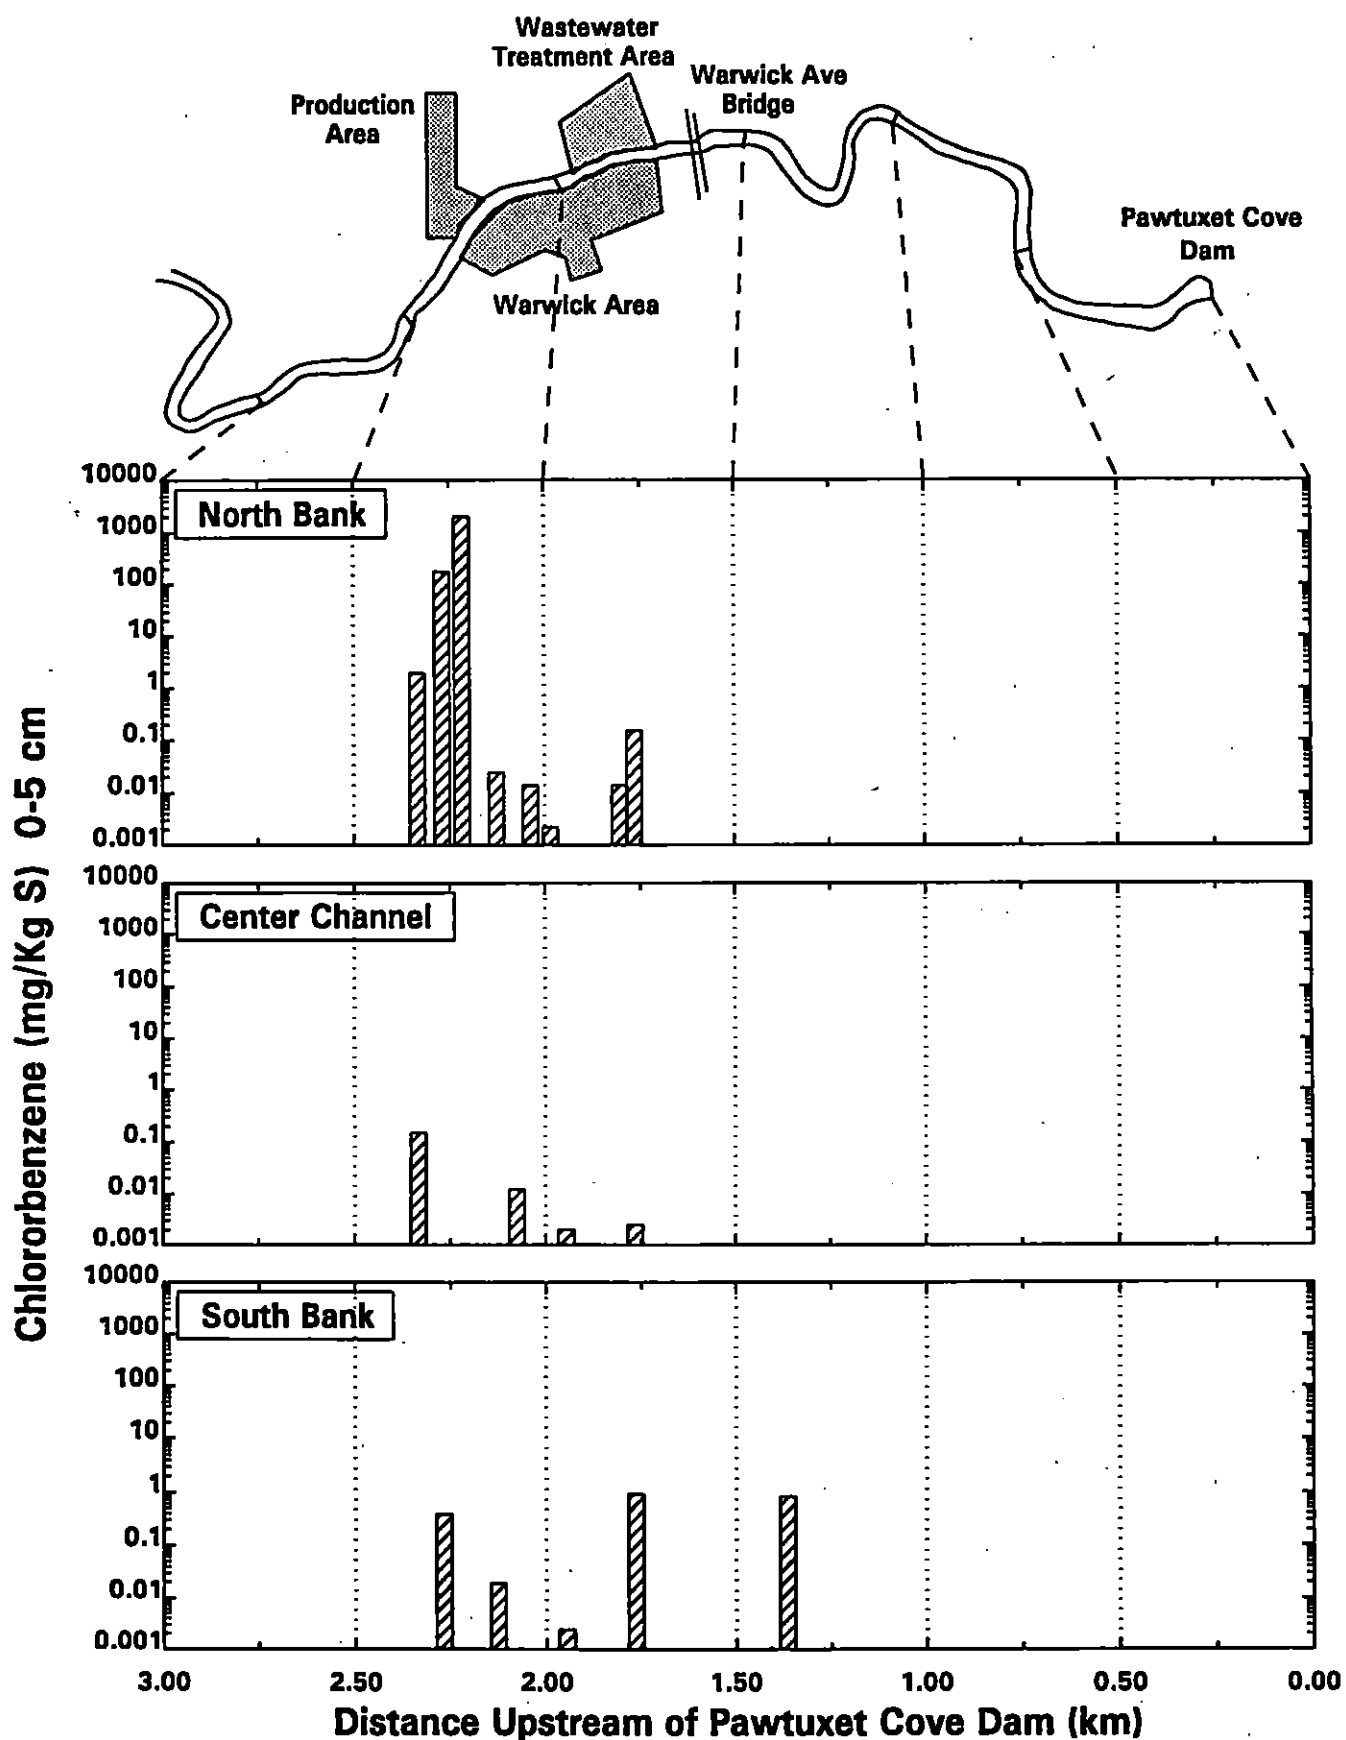 Wastewater
Treatment Area
Warwick Ave
Bridge
Production
Area
Pawtuxet Cove
Dam
Warwick Area
Chlororbenzene (mg/Kg S) 0-5 cm
North Bank
10000
1000
100
10
1
0.1
0.01
0.001
Center Channel
10000
1000
100
10
1
0.1
0.01
0.001
South Bank
10000
1000
100
10
1
0.1
0.01
0.001
3.00 2.50 2.00 1.50 1.00 0.50 0.00
Distance Upstream of Pawtuxet Cove Dam (km)